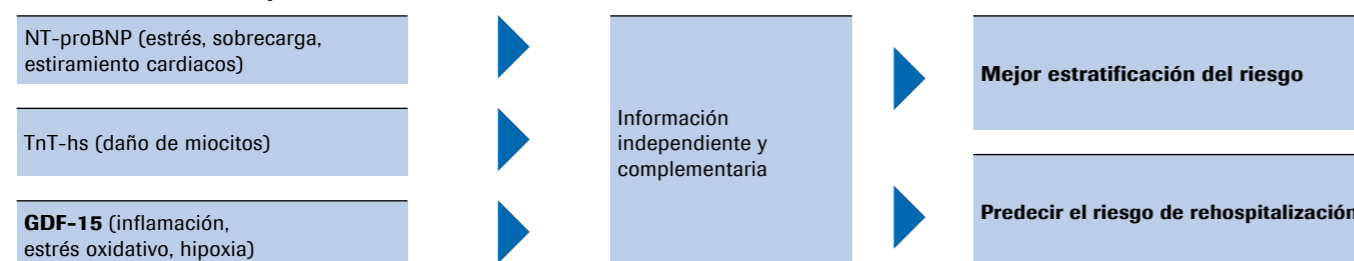 NT-proBNP (estrés, sobrecarga,
estiramiento cardiacos)
TnT-hs (daño de miocitos)
GDF-15 (inflamación,
estrés oxidativo, hipoxia)
Información
independiente y
complementaria
Mejor estratificación del riesgo
Predecir el riesgo de rehospitalización